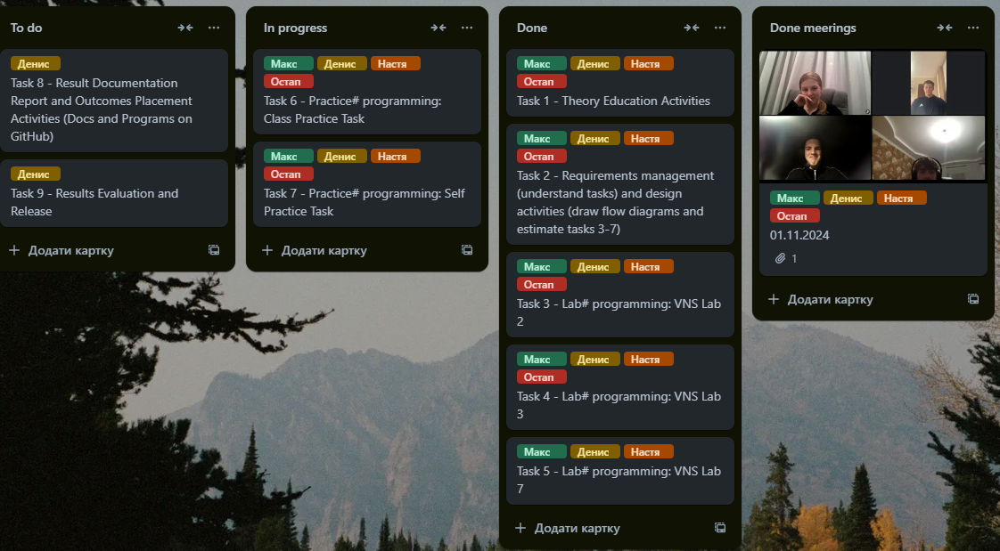 To do
Денис
Task 8 - Result Documentation
Report and Outcomes Placement
Activities (Docs and Programs on
GitHub)
Денис
Task 9 - Results Evaluation and
Release
Додати картку
In progress
Макс Денис Настя
Остап
Task 6 - Practice# programming:
Class Practice Task
Макс Денис Настя
Остап
Task 7 - Practice# programming: Self
Practice Task
Додати картку
Done
Макс Денис Настя
Остап
Task 1 - Theory Education Activities
Макс Денис Настя
Остап
Task 2 - Requirements management
(understand tasks) and design
activities (draw flow diagrams and
estimate tasks 3-7)
Макс Денис Настя
Остап
Task 3 - Lab# programming: VNS Lab
2
Макс Денис Настя
Остап
Task 4 - Lab# programming: VNS Lab
3
Макс Денис Настя
Task 5 - Lab# programming: VNS Lab
7
Додати картку
Done meerings
Макс Денис Настя
Остап
01.11.2024
1
Додати картку